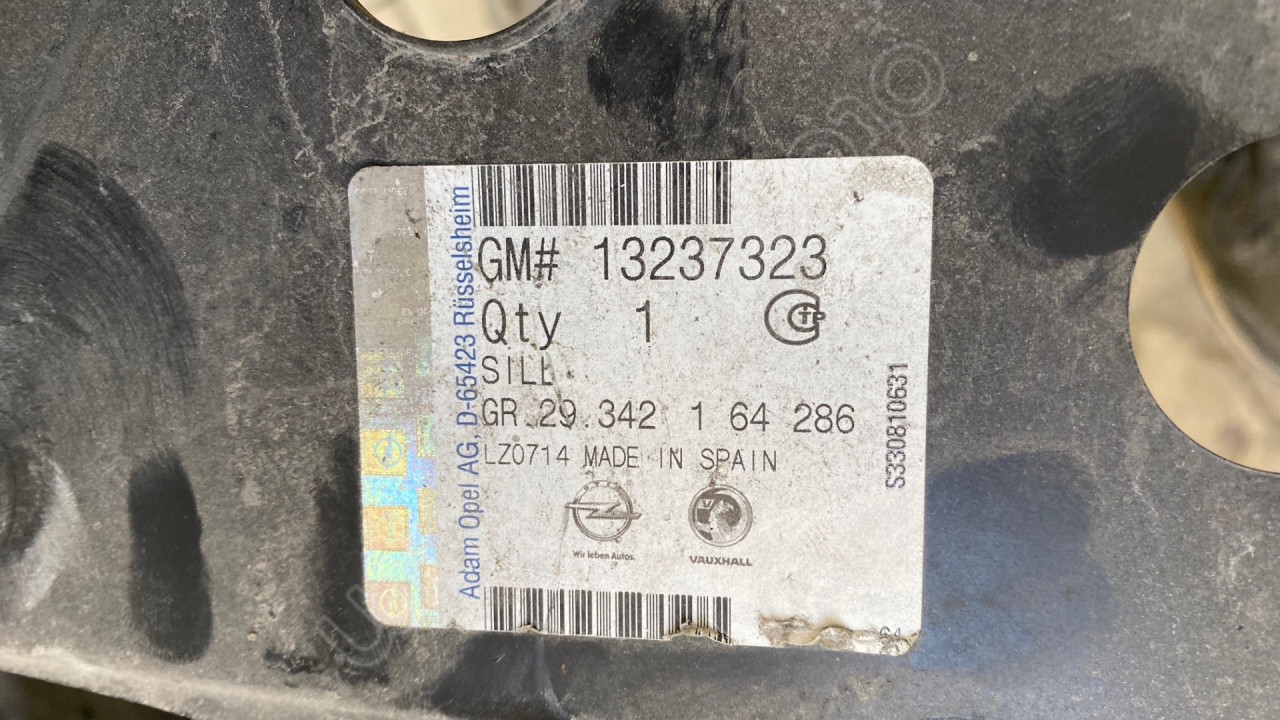 GM# 13237323
Qty 1
SILL
GR.29.342 1 64 286
LZ0714 MADE IN SPAIN
Wir leben Autos.
VAUXHALL
Adam Opel AG, D-65423 Rüsselsheim
S330810631
64